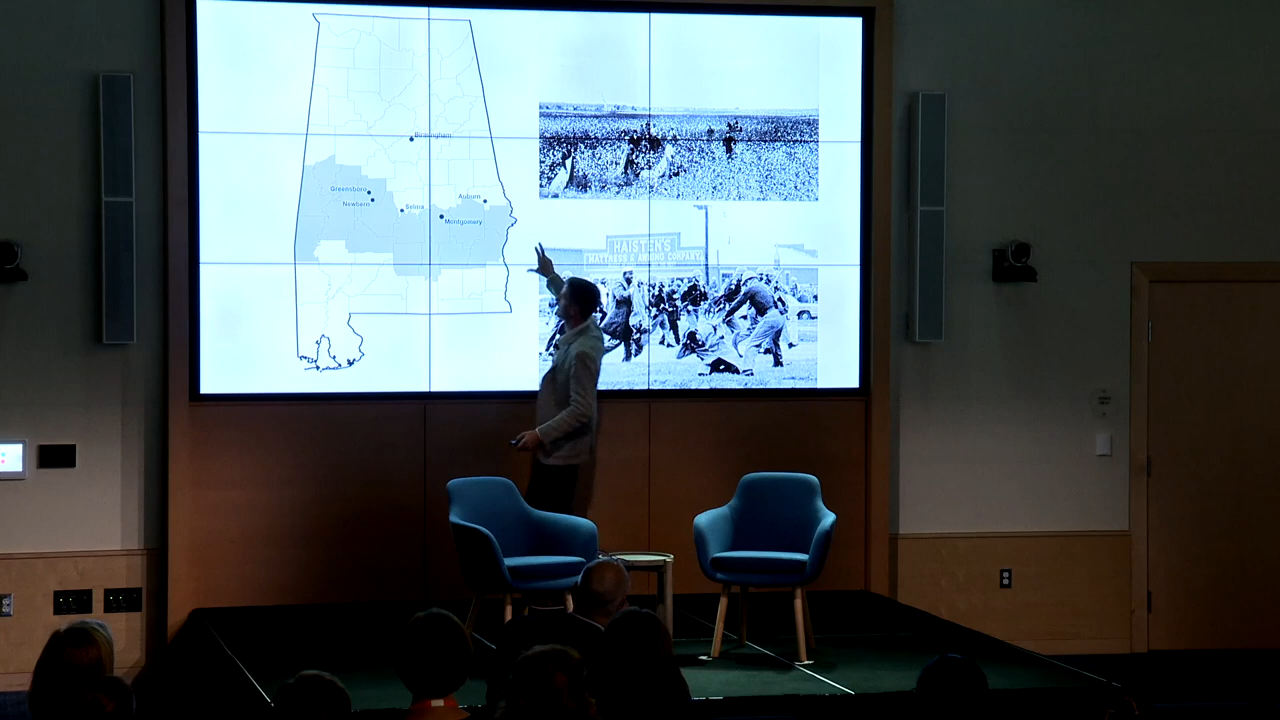 Birmingham
Greensboro
Newbern
Selma
Auburn
Montgomery
HAISTEN'S
MATTRESS & AWNING COMPANY